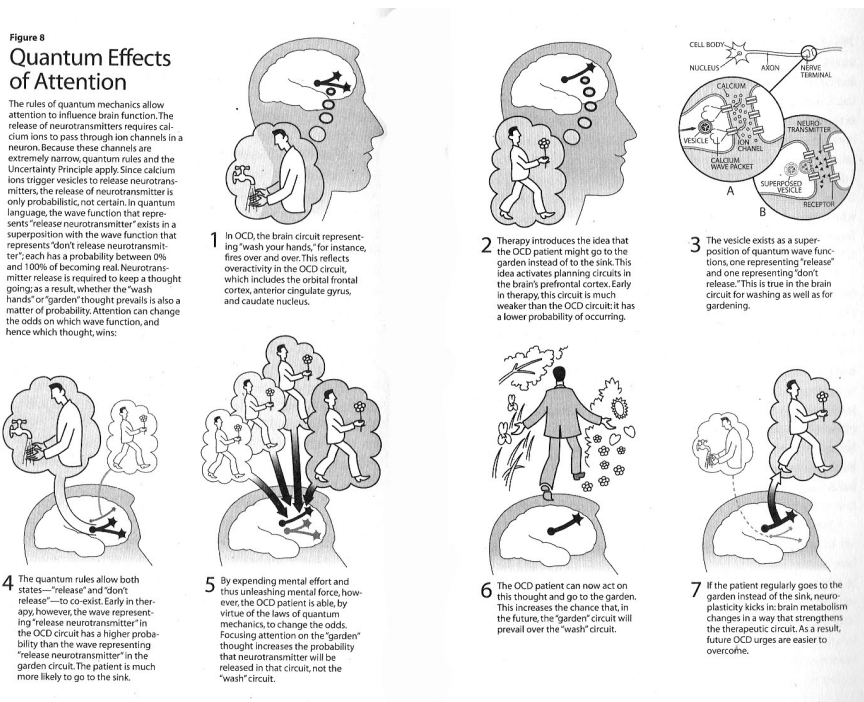 Figure 8
Quantum Effects
of Attention
The rules of quantum mechanics allow
attention to influence brain function. The
release of neurotransmitters requires cal-
cium ions to pass through ion channels in a
neuron. Because these channels are
extremely narrow, quantum rules and the
Uncertainty Principle apply. Since calcium
ions trigger vesicles to release neurotrans-
mitters, the release of neurotransmitter is
only probabilistic, not certain. In quantum
language, the wave function that repre-
sents "release neurotransmitter" exists in a
superposition with the wave function that
represents "don't release neurotransmit-
ter"; each has a probability between 0%
and 100% of becoming real. Neurotrans-
mitter release is required to keep a thought
going; as a result, whether the "wash
hands" or "garden" thought prevails is also a
matter of probability. Attention can change
the odds on which wave function, and
hence which thought, wins:
1 In OCD, the brain circuit represent-
ing "wash your hands," for instance,
fires over and over. This reflects
overactivity in the OCD circuit,
which includes the orbital frontal
cortex, anterior cingulate gyrus,
and caudate nucleus.
2 Therapy introduces the idea that
the OCD patient might go to the
garden instead of to the sink. This
idea activates planning circuits in
the brain's prefrontal cortex. Early
in therapy, this circuit is much
weaker than the OCD circuit: it has
a lower probability of occurring.
CELL BODY
NUCLEUS
AXON
NERVE
TERMINAL
CALCIUM
VESICLE
ION
CHANEL
CALCIUM
WAVE PACKET
A
NEURO-
TRANSMITTER
SUPERPOSED
VESICLE
RECEPTOR
B
3 The vesicle exists as a super-
position of quantum wave func-
tions, one representing "release"
and one representing "don't
release." This is true in the brain
circuit for washing as well as for
gardening.
4 The quantum rules allow both
states—"release" and "don't
release"—to co-exist. Early in ther-
apy, however, the wave represent-
ing "release neurotransmitter" in
the OCD circuit has a higher proba-
bility than the wave representing
"release neurotransmitter" in the
garden circuit. The patient is much
more likely to go to the sink.
5 By expending mental effort and
thus unleashing mental force, how-
ever, the OCD patient is able, by
virtue of the laws of quantum
mechanics, to change the odds.
Focusing attention on the "garden"
thought increases the probability
that neurotransmitter will be
released in that circuit, not the
"wash" circuit.
6 The OCD patient can now act on
this thought and go to the garden.
This increases the chance that, in
the future, the "garden" circuit will
prevail over the "wash" circuit.
7 If the patient regularly goes to the
garden instead of the sink, neuro-
plasticity kicks in: brain metabolism
changes in a way that strengthens
the therapeutic circuit. As a result,
future OCD urges are easier to
overcome.